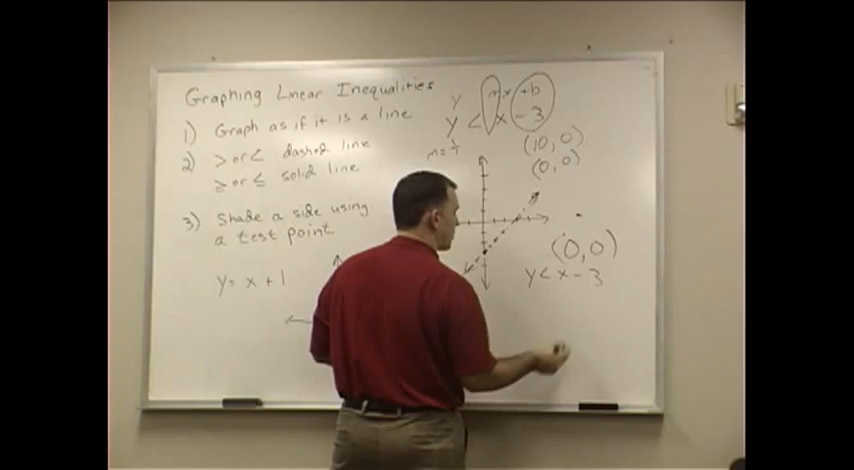 Graphing Linear Inequalities
1) Graph as if it is a line
2) > or < dashed line
≥ or ≤ solid line
3) Shade a side using
a test point
y = x + 1
y mx + b
y < x - 3
m = 1/1
(10, 0)
(0, 0)
(0, 0)
y < x - 3